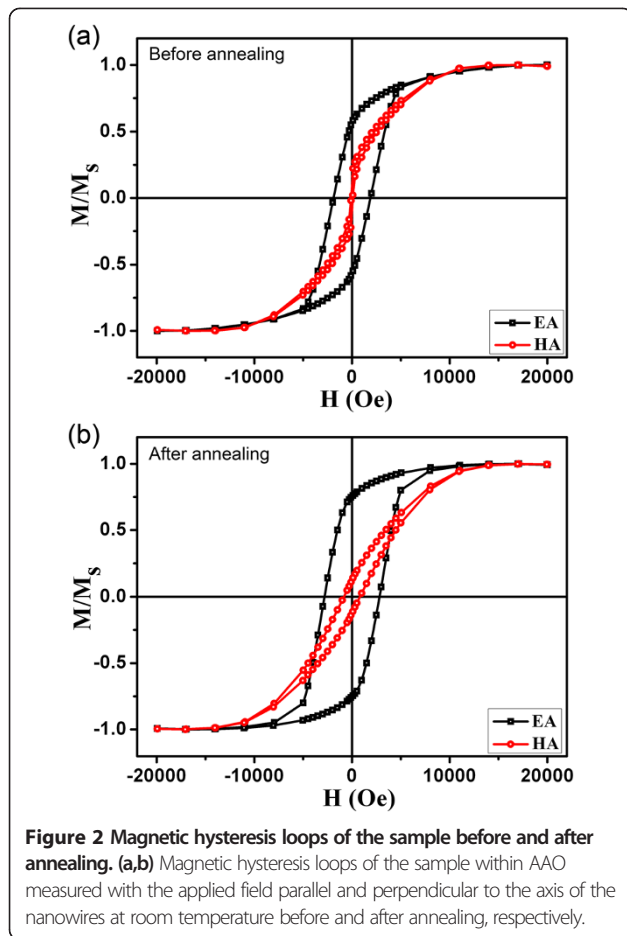 (a)
Before annealing
1.0
0.5
0.0
-0.5
-1.0
M/Ms
EA
HA
-20000 -10000 0 10000 20000
H (Oe)
(b)
After annealing
1.0
0.5
0.0
-0.5
-1.0
M/Ms
EA
HA
-20000 -10000 0 10000 20000
H (Oe)
Figure 2 Magnetic hysteresis loops of the sample before and after
annealing. (a,b) Magnetic hysteresis loops of the sample within AAO
measured with the applied field parallel and perpendicular to the axis of the
nanowires at room temperature before and after annealing, respectively.